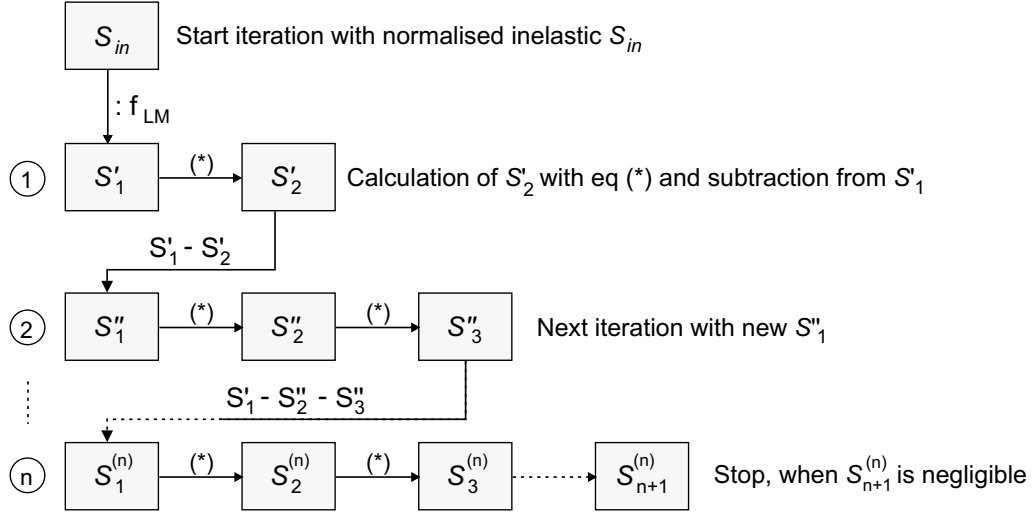 S_in Start iteration with normalised inelastic S_in
: f_LM
1 S'_1 (*) S'_2 Calculation of S'_2 with eq (*) and subtraction from S'_1
S'_1 - S'_2
2 S''_1 (*) S''_2 (*) S''_3 Next iteration with new S''_1
S'_1 - S''_2 - S''_3
n S_1^(n) (*) S_2^(n) (*) S_3^(n) S_n+1^(n) Stop, when S_n+1^(n) is negligible